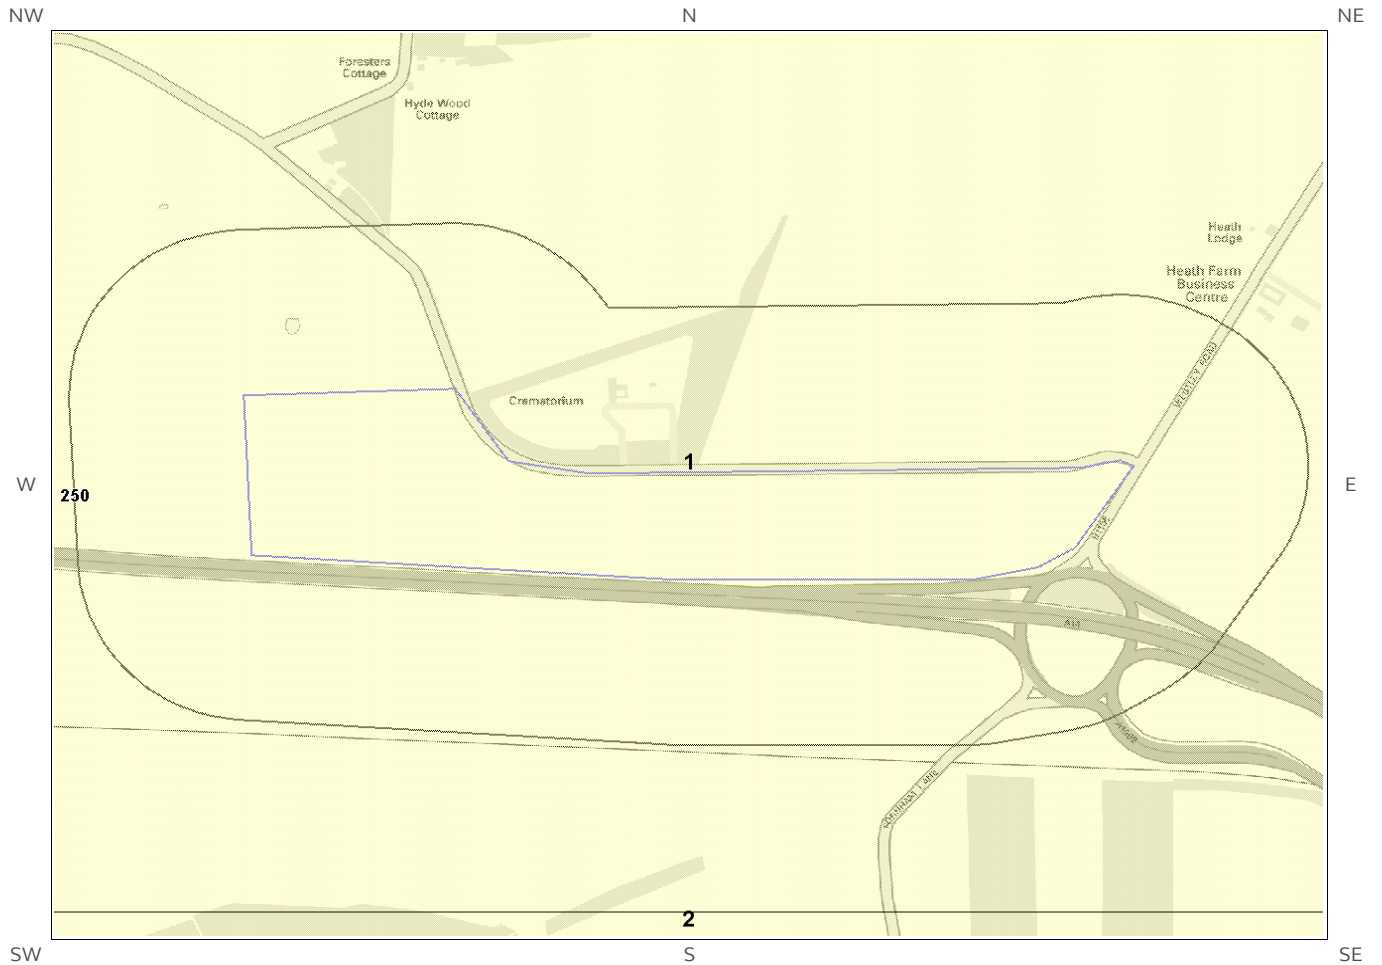 NW
N
NE
Foresters
Cottage
Hyde Wood
Cottage
Heath
Lodge
Heath Farm
Business
Centre
Crematorium
1
W
250
E
A14
2
SW
S
SE